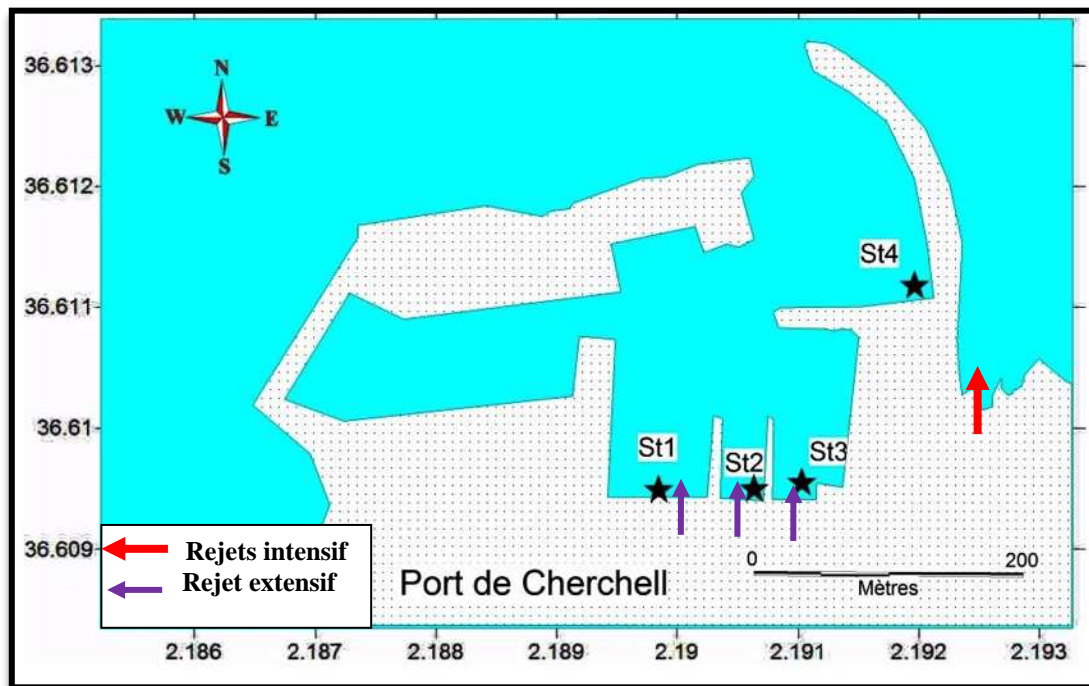 36.613
N
W E
S
36.612
St4
36.611
36.61
St1
St2
St3
36.609
Rejets intensif
Rejet extensif
Port de Cherchell
0 200
Mètres
2.186 2.187 2.188 2.189 2.19 2.191 2.192 2.193